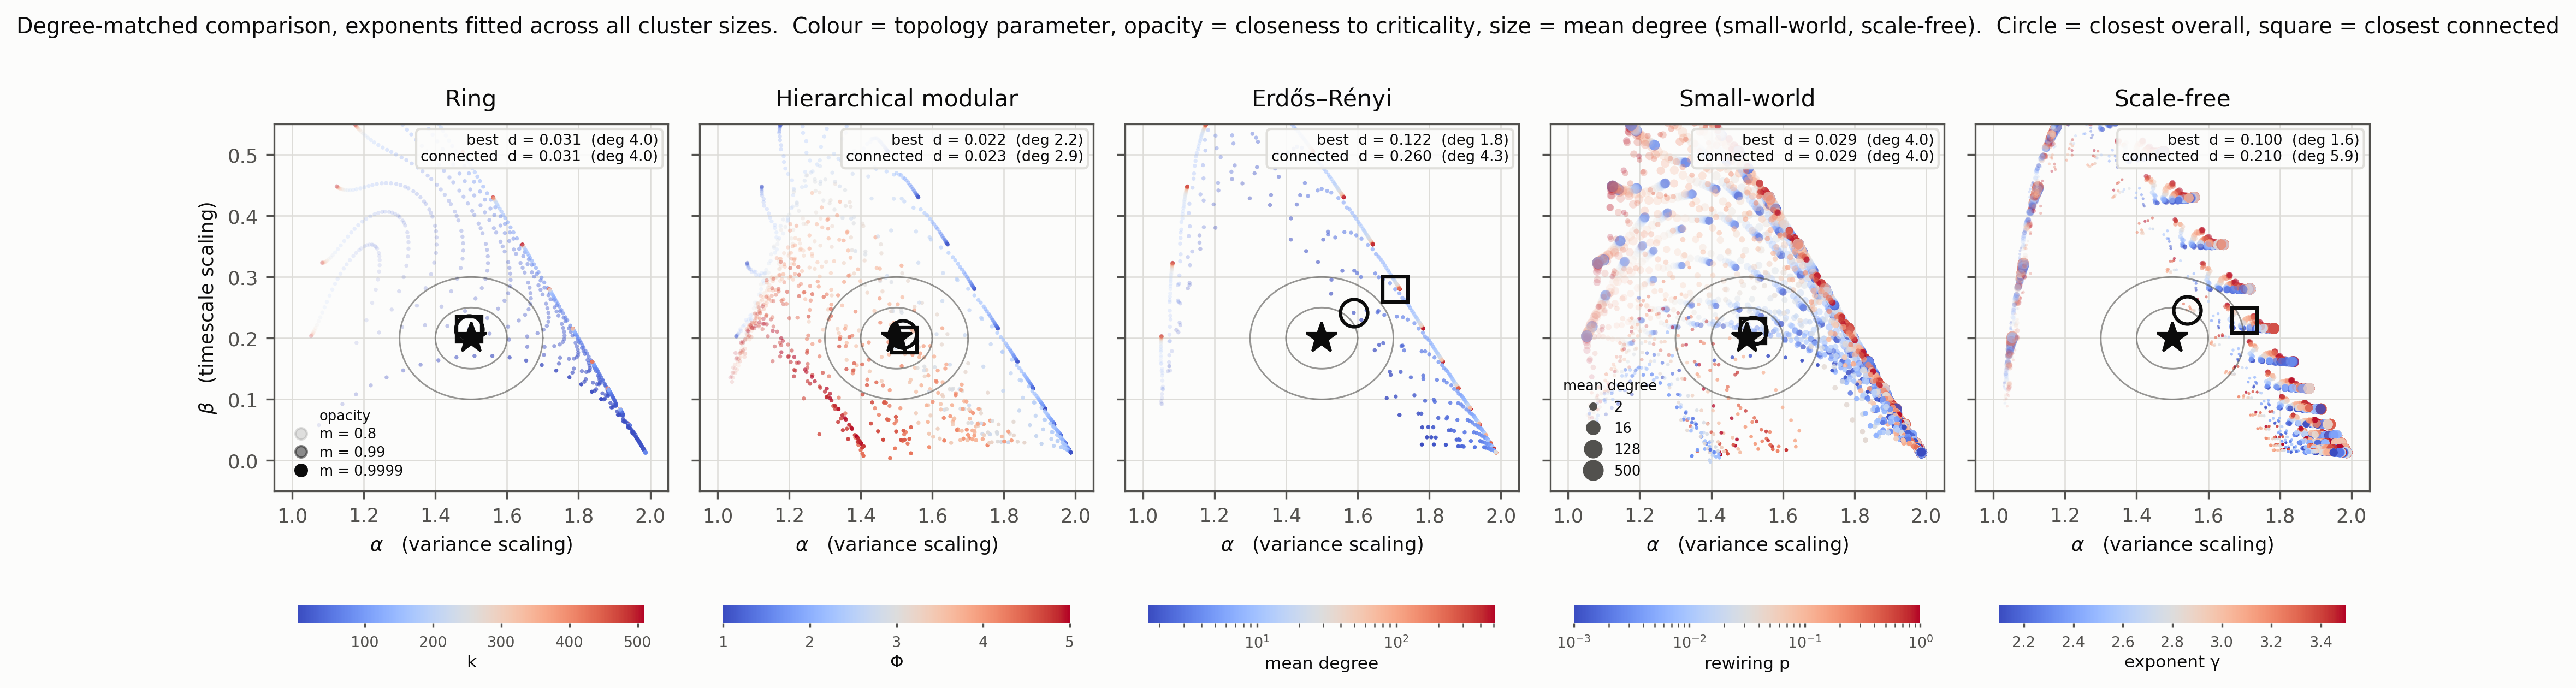 Degree-matched comparison, exponents fitted across all cluster sizes.  Colour = topology parameter, opacity = closeness to criticality, size = mean degree (small-world, scale-free).  Circle = closest overall, square = closest connected
Ring
Hierarchical modular
Erdős–Rényi
Small-world
Scale-free
best  d = 0.031  (deg 4.0)
connected  d = 0.031  (deg 4.0)
best  d = 0.022  (deg 2.2)
connected  d = 0.023  (deg 2.9)
best  d = 0.122  (deg 1.8)
connected  d = 0.260  (deg 4.3)
best  d = 0.029  (deg 4.0)
connected  d = 0.029  (deg 4.0)
best  d = 0.100  (deg 1.6)
connected  d = 0.210  (deg 5.9)
β   (timescale scaling)
0.5
0.4
0.3
0.2
0.1
0.0
opacity
m = 0.8
m = 0.99
m = 0.9999
mean degree
2
16
128
500
1.0 1.2 1.4 1.6 1.8 2.0
1.0 1.2 1.4 1.6 1.8 2.0
1.0 1.2 1.4 1.6 1.8 2.0
1.0 1.2 1.4 1.6 1.8 2.0
1.0 1.2 1.4 1.6 1.8 2.0
α   (variance scaling)
α   (variance scaling)
α   (variance scaling)
α   (variance scaling)
α   (variance scaling)
100 200 300 400 500
k
1 2 3 4 5
Φ
10¹ 10²
mean degree
10⁻³ 10⁻² 10⁻¹ 10⁰
rewiring p
2.2 2.4 2.6 2.8 3.0 3.2 3.4
exponent γ